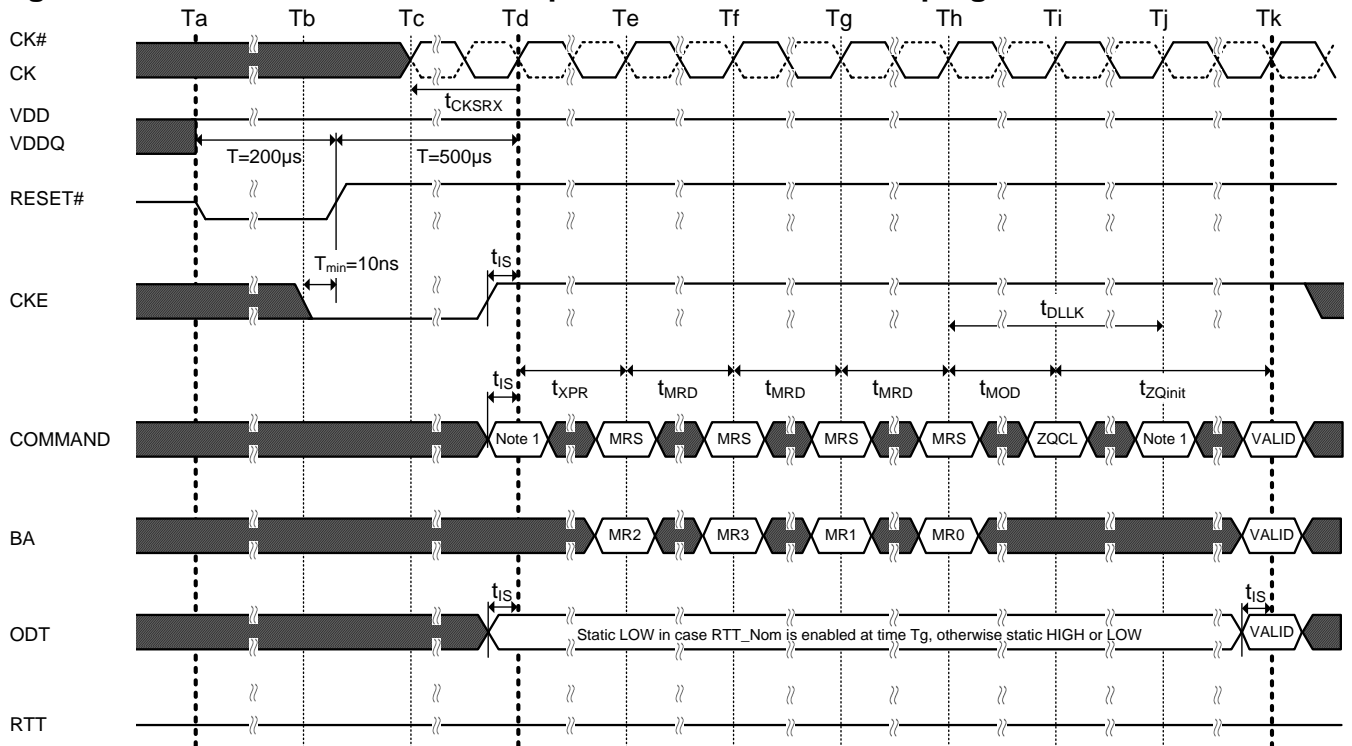 Ta Tb Tc Td Te Tf Tg Th Ti Tj Tk
CK#
CK
tCKSRX
VDD
VDDQ
T=200µs T=500µs
RESET#
Tmin=10ns tIS
CKE
tDLLK
tIS tXPR tMRD tMRD tMRD tMOD tZQinit
COMMAND Note 1 MRS MRS MRS MRS ZQCL Note 1 VALID
BA MR2 MR3 MR1 MR0 VALID
tIS tIS
ODT Static LOW in case RTT_Nom is enabled at time Tg, otherwise static HIGH or LOW VALID
RTT